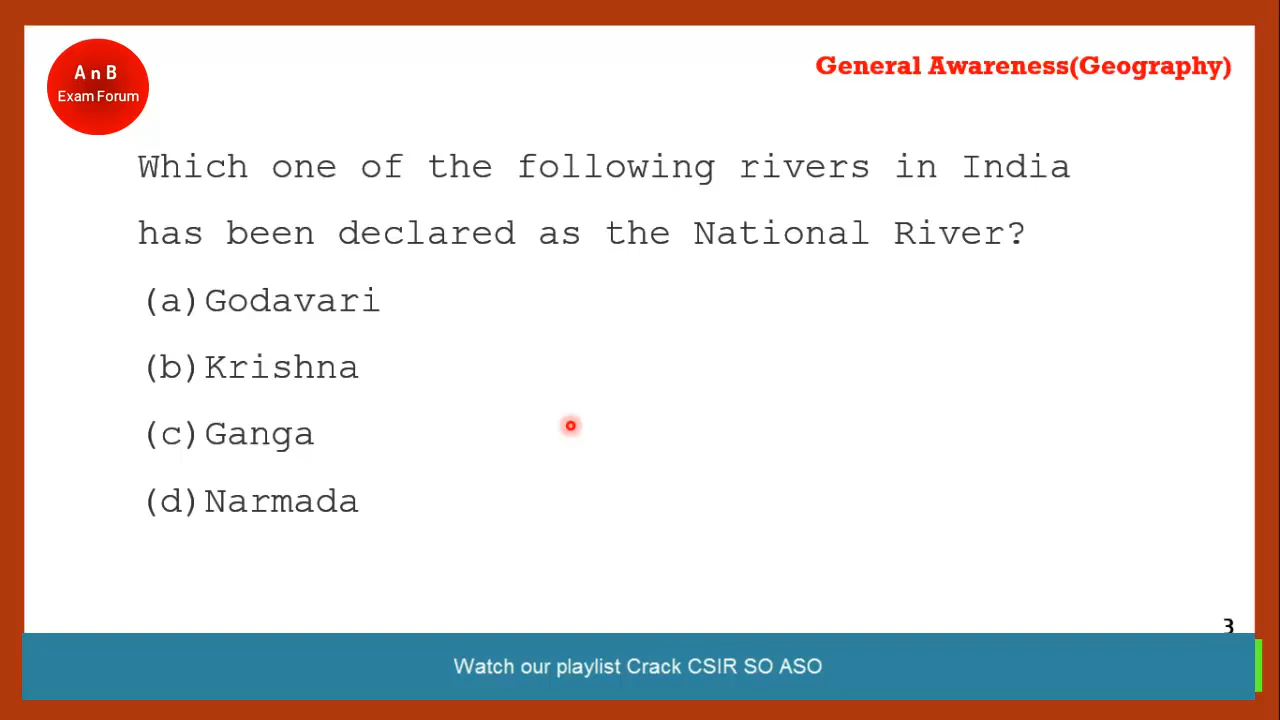 A n B
Exam Forum
General Awareness(Geography)
Which one of the following rivers in India
has been declared as the National River?
(a)Godavari
(b)Krishna
(c)Ganga
(d)Narmada
3
Watch our playlist Crack CSIR SO ASO